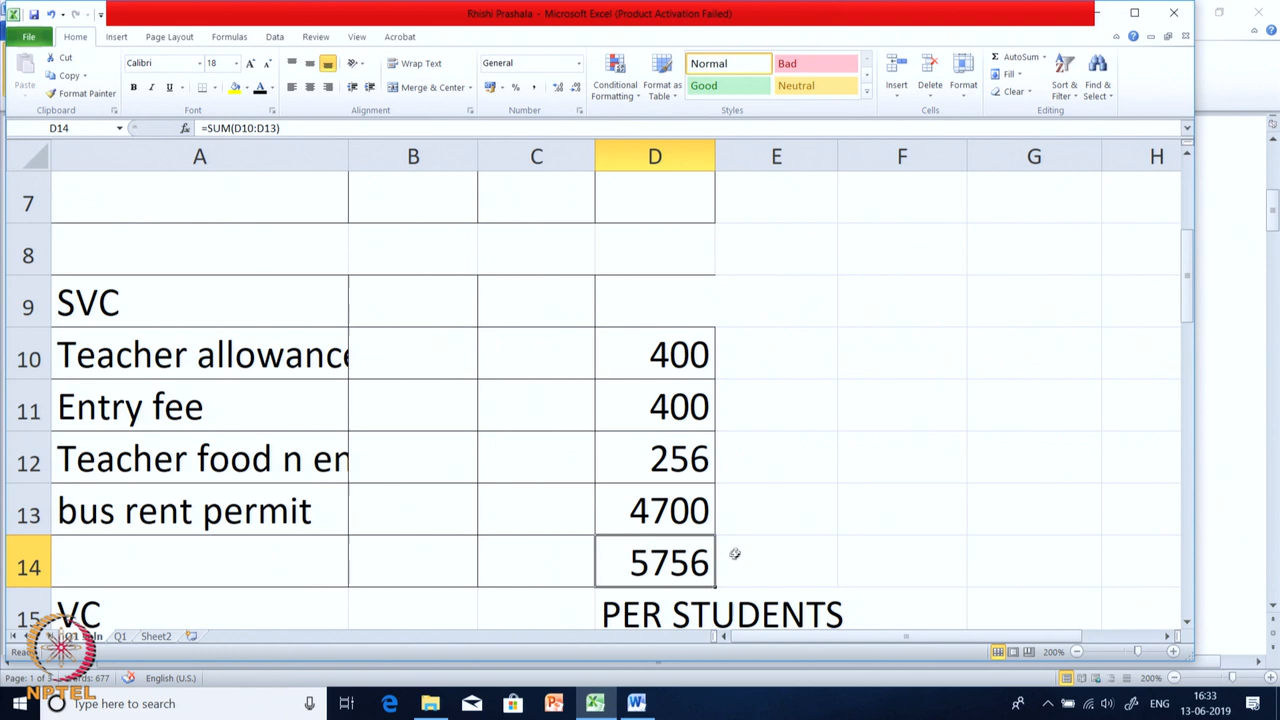 Rhishi Prashala - Microsoft Excel (Product Activation Failed)
File Home Insert Page Layout Formulas Data Review View Acrobat
Paste
Cut
Copy
Format Painter
Clipboard
Calibri 18
B I U A
Font
Wrap Text
Merge & Center
Alignment
General
%
Number
Conditional Formatting
Format as Table
Normal Bad
Good Neutral
Styles
Insert Delete Format
Cells
AutoSum
Fill
Clear
Sort & Filter
Find & Select
Editing
D14 fx =SUM(D10:D13)
A B C D E F G H
7
8
9 SVC
10 Teacher allowance 400
11 Entry fee 400
12 Teacher food n en 256
13 bus rent permit 4700
14 5756
15 VC PER STUDENTS
Q1 Q1 Sheet2
200%
English (U.S.)
200%
NPTEL
Type here to search
ENG
16:33
13-06-2019